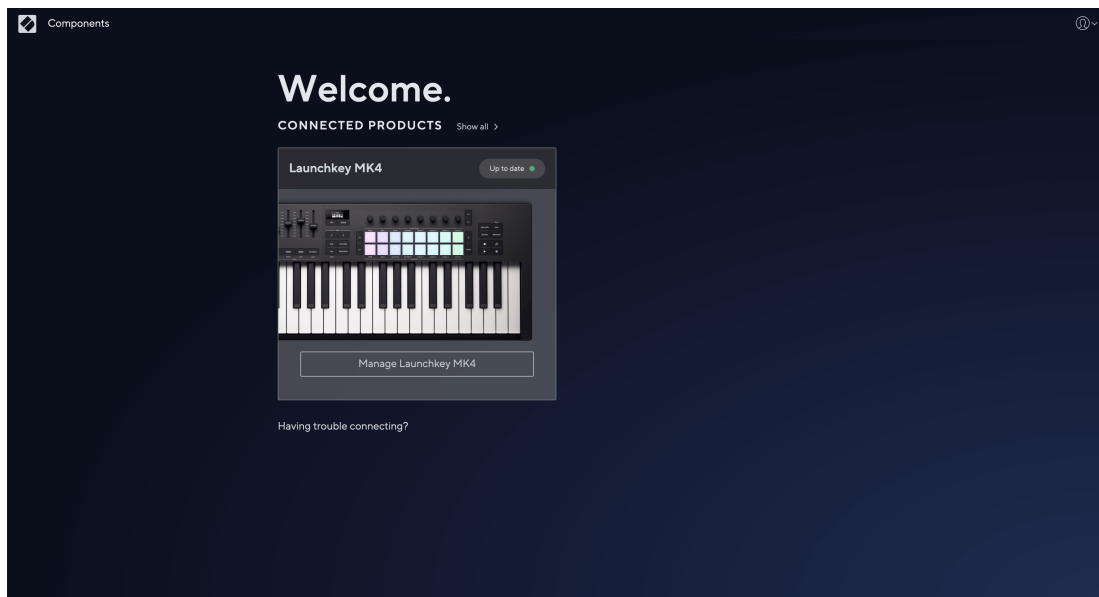 Components
Welcome.
CONNECTED PRODUCTS Show all >
Launchkey MK4 Up to date
Manage Launchkey MK4
Having trouble connecting?